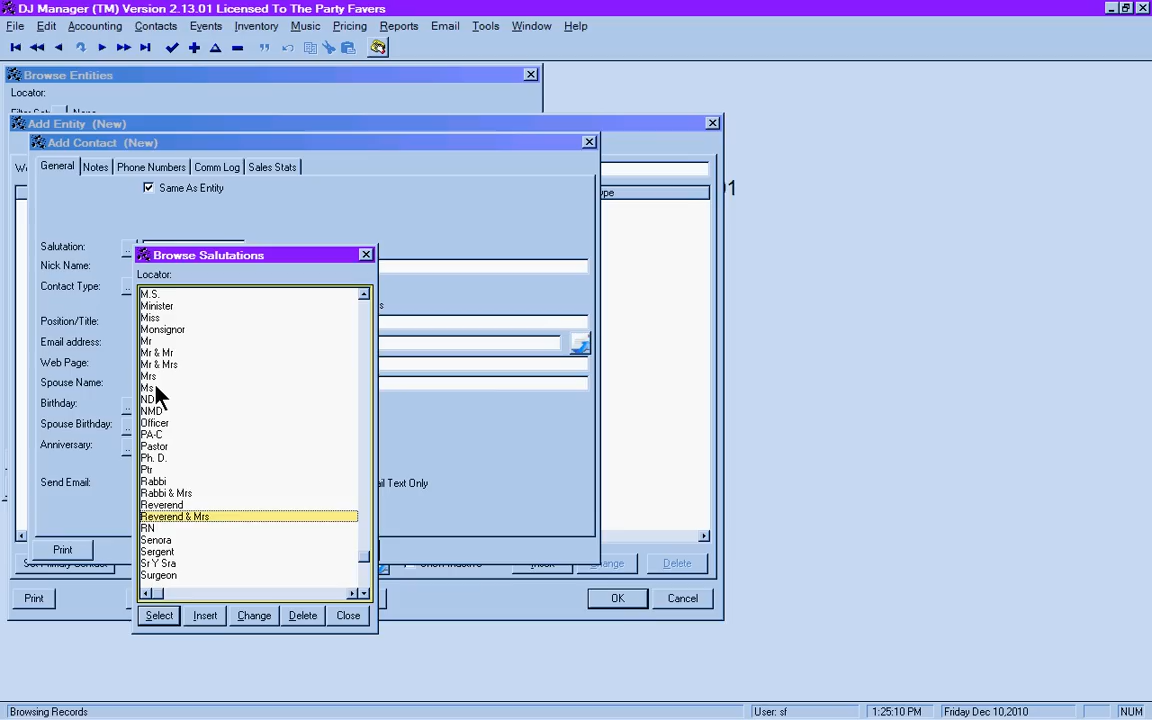 DJ Manager (TM) Version 2.13.01 Licensed To The Party Favers
File Edit Accounting Contacts Events Inventory Music Pricing Reports Email Tools Window Help
Browse Entities
Locator:
Add Entity (New)
Add Contact (New)
General Notes Phone Numbers Comm Log Sales Stats
Same As Entity
Salutation:
Nick Name:
Contact Type:
Position/Title:
Email address:
Web Page:
Spouse Name:
Birthday:
Spouse Birthday:
Anniversary:
Send Email:
Print
Browse Salutations
Locator:
M.S.
Minister
Miss
Monsignor
Mr
Mr & Mr
Mr & Mrs
Mrs
Ms
ND
NMD
Officer
PA-C
Pastor
Ph. D.
Ptr
Rabbi
Rabbi & Mrs
Reverend
Reverend & Mrs
RN
Senora
Sergent
Sr Y Sra
Surgeon
Select Insert Change Delete Close
Text Only
Delete
Print
OK Cancel
Browsing Records User: sf 1:25:10 PM Friday Dec 10,2010 NUM